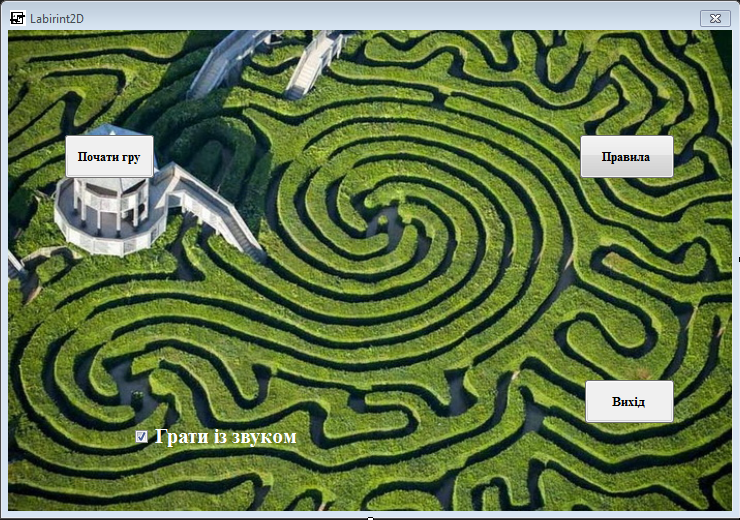 Labirint2D
Почати гру
Правила
Вихід
Грати із звуком